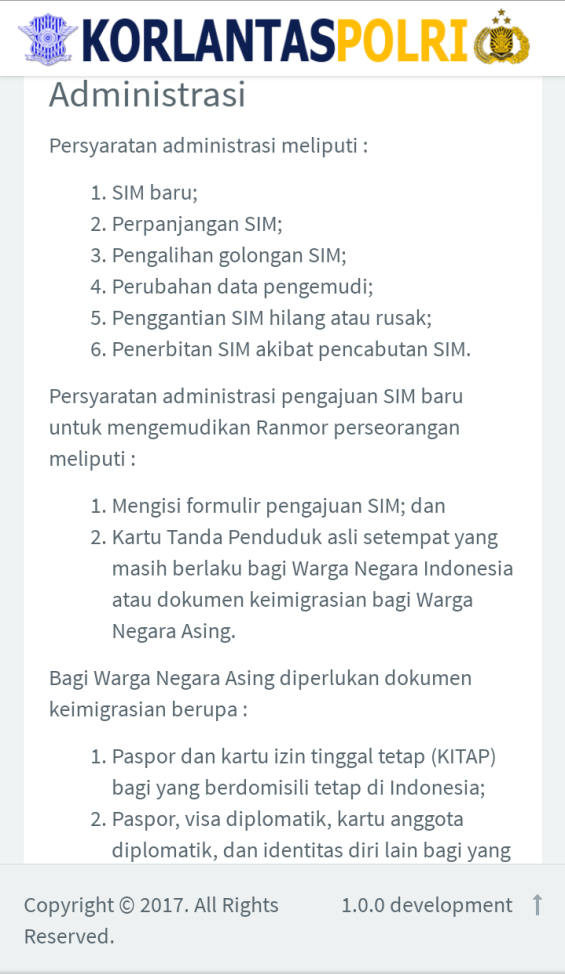 KORLANTASPOLRI
Administrasi
Persyaratan administrasi meliputi :
1. SIM baru;
2. Perpanjangan SIM;
3. Pengalihan golongan SIM;
4. Perubahan data pengemudi;
5. Penggantian SIM hilang atau rusak;
6. Penerbitan SIM akibat pencabutan SIM.
Persyaratan administrasi pengajuan SIM baru
untuk mengemudikan Ranmor perseorangan
meliputi :
1. Mengisi formulir pengajuan SIM; dan
2. Kartu Tanda Penduduk asli setempat yang
masih berlaku bagi Warga Negara Indonesia
atau dokumen keimigrasian bagi Warga
Negara Asing.
Bagi Warga Negara Asing diperlukan dokumen
keimigrasian berupa :
1. Paspor dan kartu izin tinggal tetap (KITAP)
bagi yang berdomisili tetap di Indonesia;
2. Paspor, visa diplomatik, kartu anggota
diplomatik, dan identitas diri lain bagi yang
Copyright © 2017. All Rights
Reserved.
1.0.0 development ↑